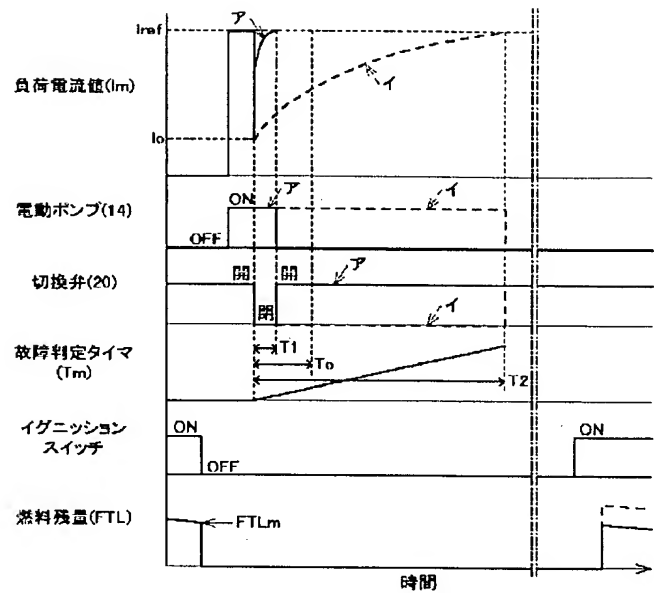 Iref
ア
負荷電流値(Im)
イ
Io
ON
ア
イ
電動ポンプ(14)
OFF
開
開
ア
切換弁(20)
閉
イ
故障判定タイマ
(Tm)
T1
To
T2
イグニッション
スイッチ
ON
OFF
ON
燃料残量(FTL)
FTLm
時間